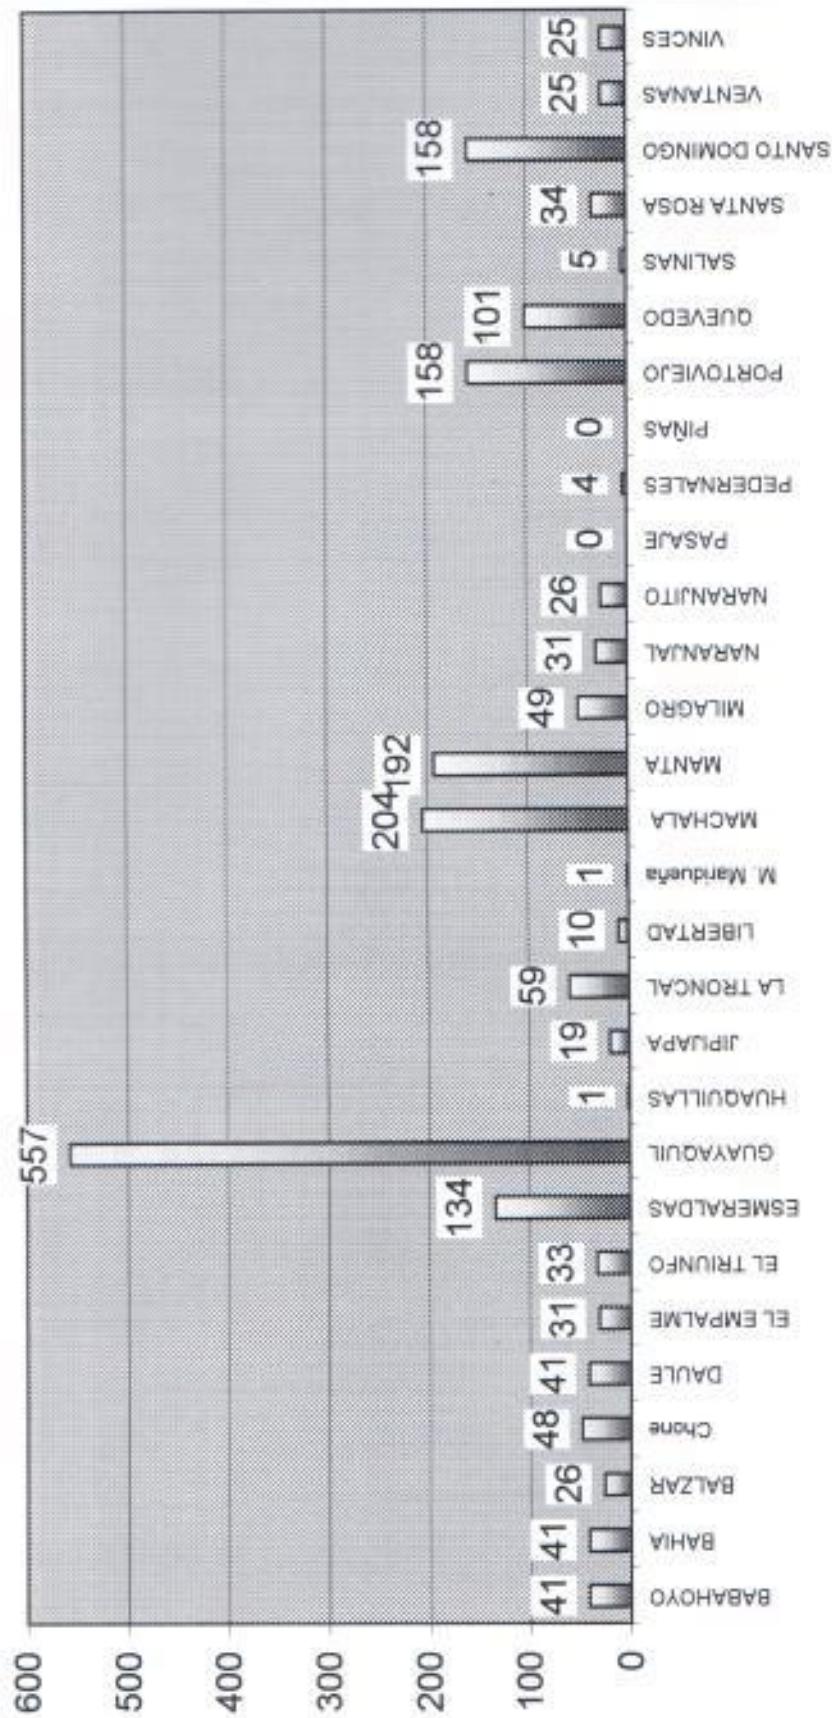 600
500
400
300
200
100
0
41
41
26
48
41
31
33
134
557
1
19
59
10
1
204
192
49
31
26
0
4
0
158
101
5
34
158
25
25
BABAHOYO
BAHIA
BALZAR
Chone
DAULE
EL EMPALME
EL TRIUNFO
ESMERALDAS
GUAYAQUIL
HUAQUILLAS
JIPIJAPA
LA TRONCAL
LIBERTAD
M. Maridueña
MACHALA
MANTA
MILAGRO
NARANJAL
NARANJITO
PASAJE
PEDERNALES
PIÑAS
PORTOVIEJO
QUEVEDO
SALINAS
SANTA ROSA
SANTO DOMINGO
VENTANAS
VINCES